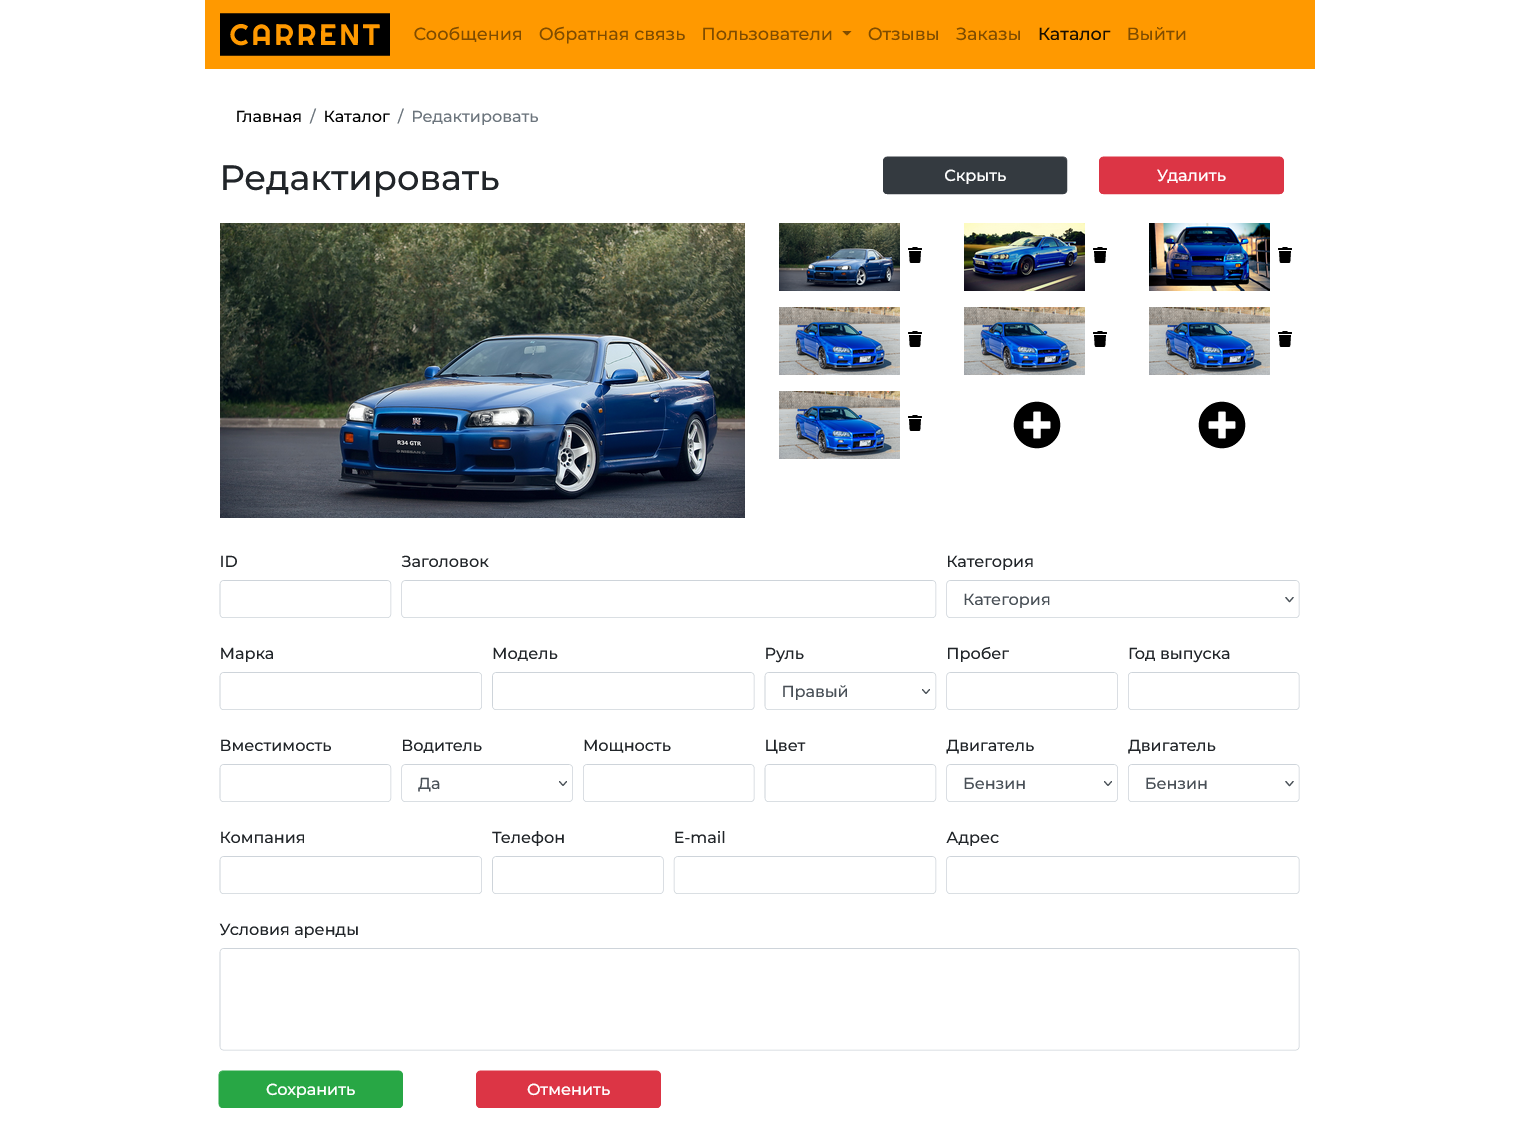 CARRENT Сообщения Обратная связь Пользователи Отзывы Заказы Каталог Выйти
Главная / Каталог / Редактировать
Редактировать Скрыть Удалить
R34 GTR
ID Заголовок Категория
Категория
Марка Модель Руль Пробег Год выпуска
Правый
Вместимость Водитель Мощность Цвет Двигатель Двигатель
Да Бензин Бензин
Компания Телефон E-mail Адрес
Условия аренды
Сохранить Отменить